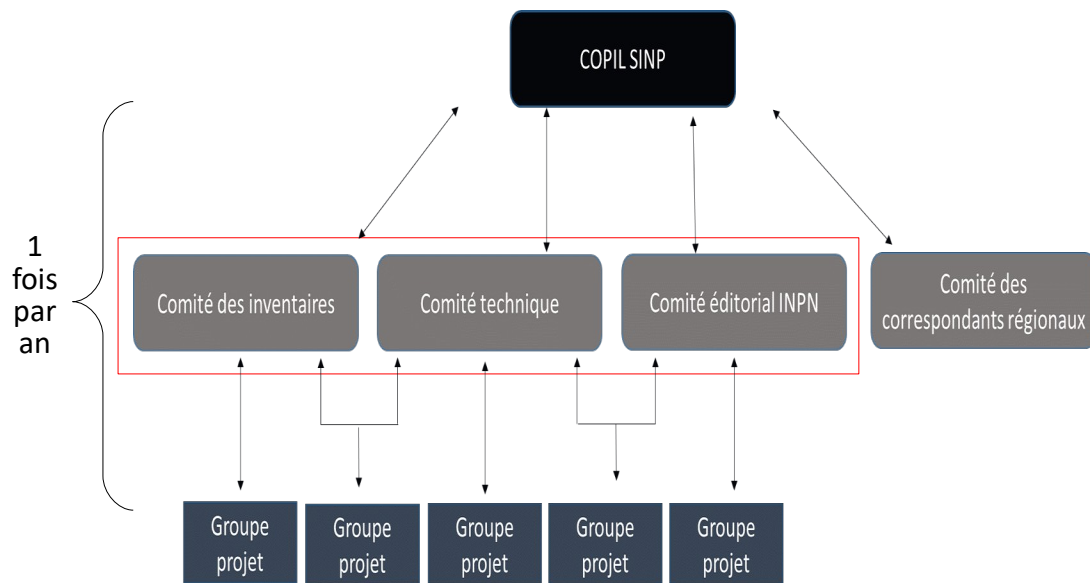 COPIL SINP
1
fois
par
an
Comité des inventaires
Comité technique
Comité éditorial INPN
Comité des
correspondants régionaux
Groupe
projet
Groupe
projet
Groupe
projet
Groupe
projet
Groupe
projet